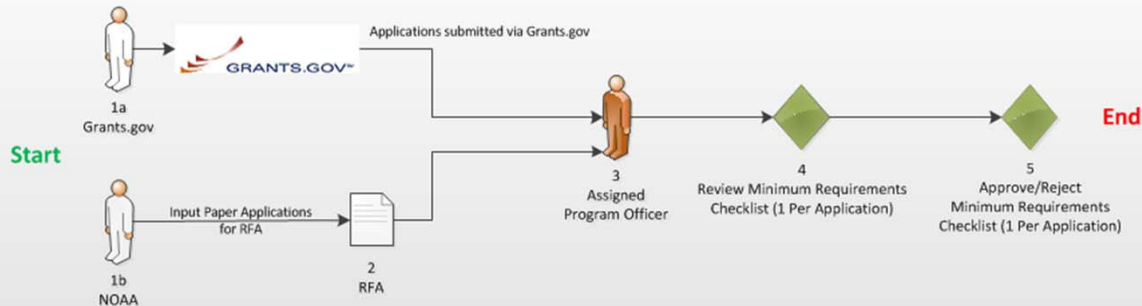 Applications submitted via Grants.gov
GRANTS.GOV℠
1a
Grants.gov
Start
End
3
Assigned
Program Officer
4
Review Minimum Requirements
Checklist (1 Per Application)
5
Approve/Reject
Minimum Requirements
Checklist (1 Per Application)
Input Paper Applications
for RFA
1b
NOAA
2
RFA